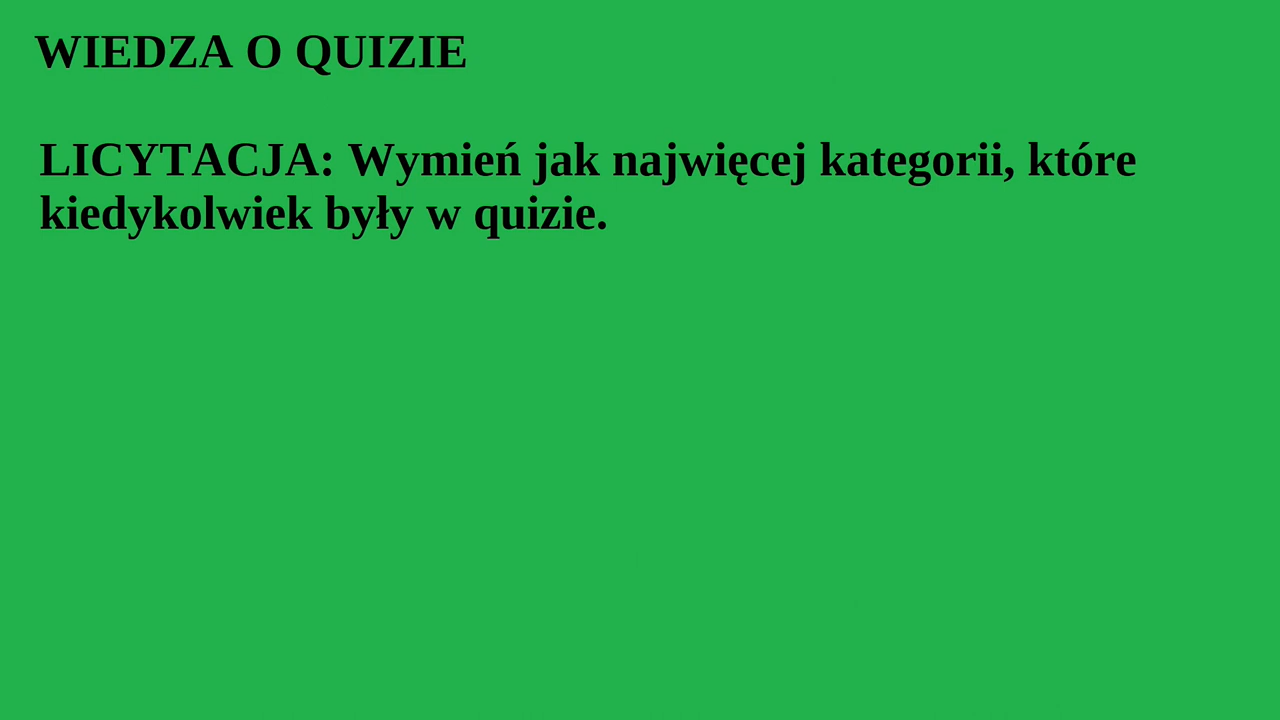 WIEDZA O QUIZIE
LICYTACJA: Wymień jak najwięcej kategorii, które
kiedykolwiek były w quizie.